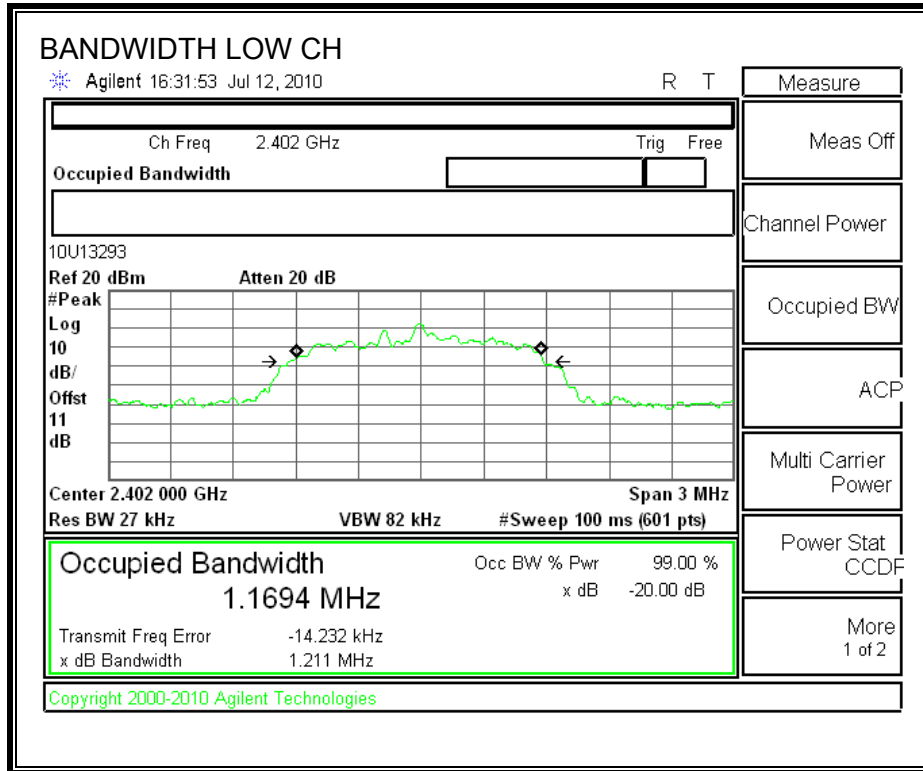 BANDWIDTH LOW CH
Agilent 16:31:53 Jul 12, 2010 R T
Measure
Ch Freq 2.402 GHz Trig Free
Meas Off
Occupied Bandwidth
Channel Power
10U13293
Ref 20 dBm Atten 20 dB
#Peak
Log
10
dB/
Offst
11
dB
Occupied BW
ACP
Multi Carrier
Power
Center 2.402 000 GHz Span 3 MHz
Res BW 27 kHz VBW 82 kHz #Sweep 100 ms (601 pts)
Power Stat
CCDF
Occupied Bandwidth Occ BW % Pwr 99.00 %
1.1694 MHz x dB -20.00 dB
Transmit Freq Error -14.232 kHz
x dB Bandwidth 1.211 MHz
More
1 of 2
Copyright 2000-2010 Agilent Technologies